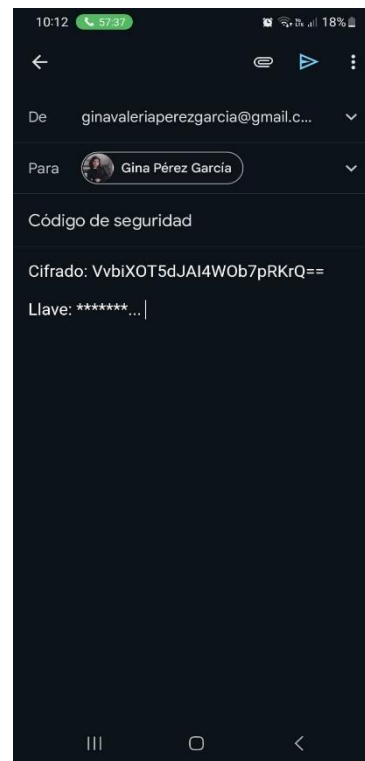 10:12 57:37 18%
De ginavaleriaperezgarcia@gmail.c...
Para Gina Pérez García
Código de seguridad
Cifrado: VvbiXOT5dJAI4WOb7pRKrQ==
Llave: *******...